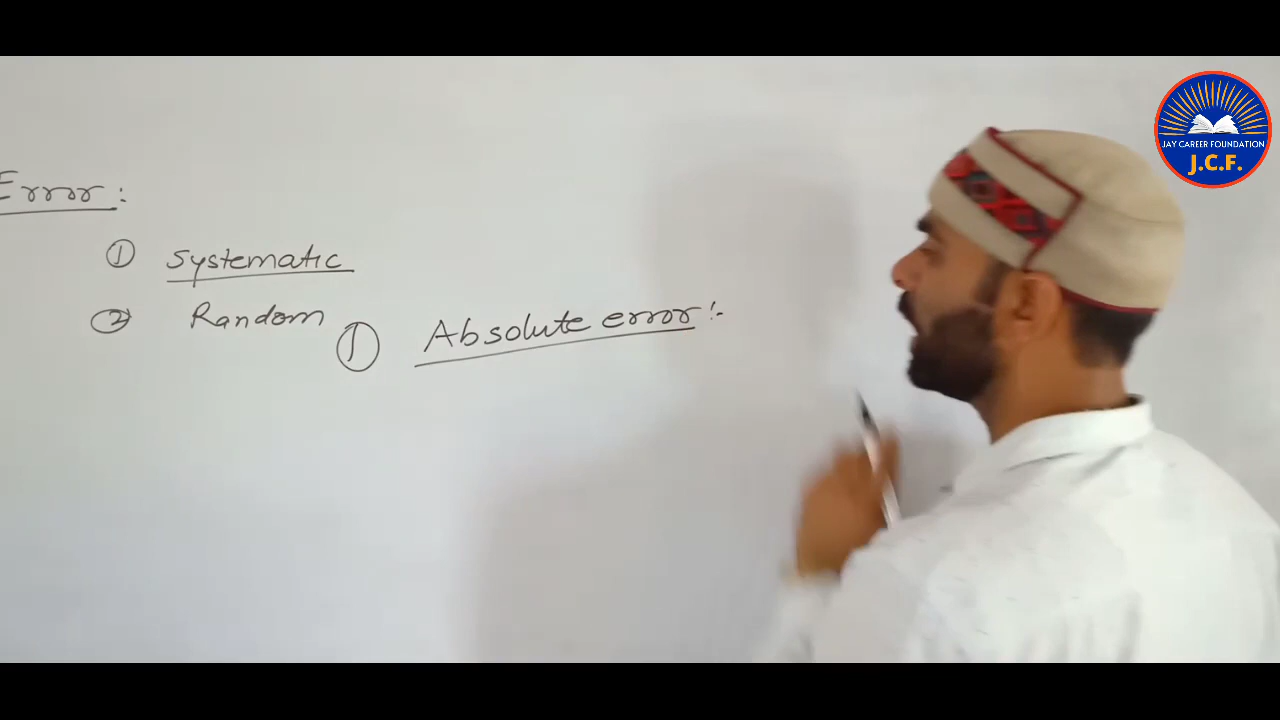 Error :
① Systematic
② Random
① Absolute error :-
JAY CAREER FOUNDATION
J.C.F.